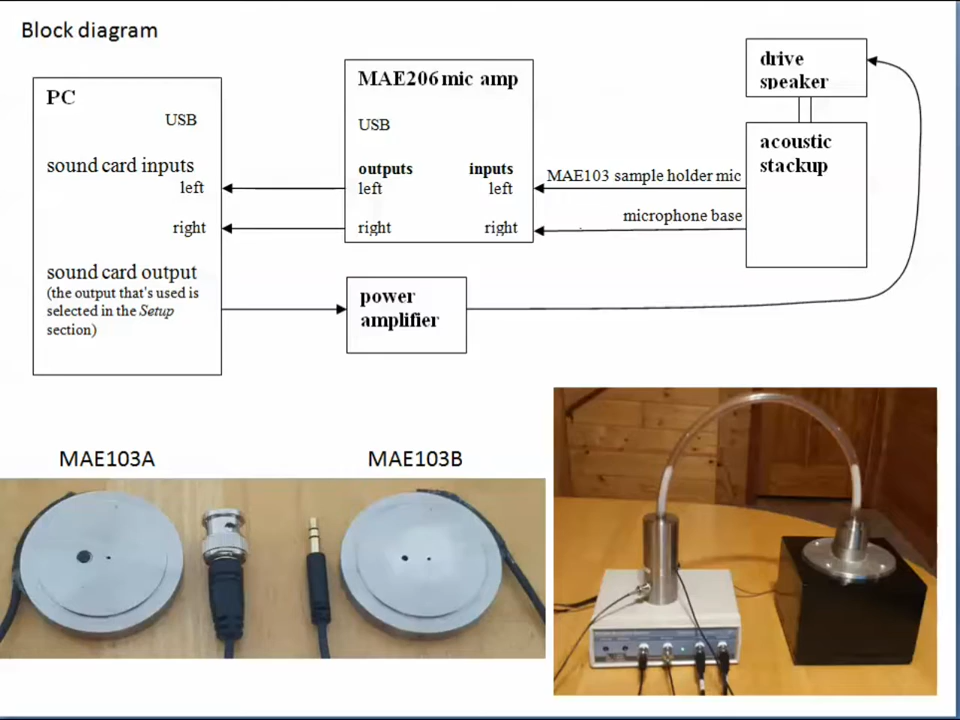 Block diagram
PC
USB
sound card inputs
left
right
sound card output
(the output that's used is
selected in the Setup
section)
MAE206 mic amp
USB
outputs inputs
left left
right right
power
amplifier
drive
speaker
acoustic
stackup
MAE103 sample holder mic
microphone base
MAE103A
MAE103B